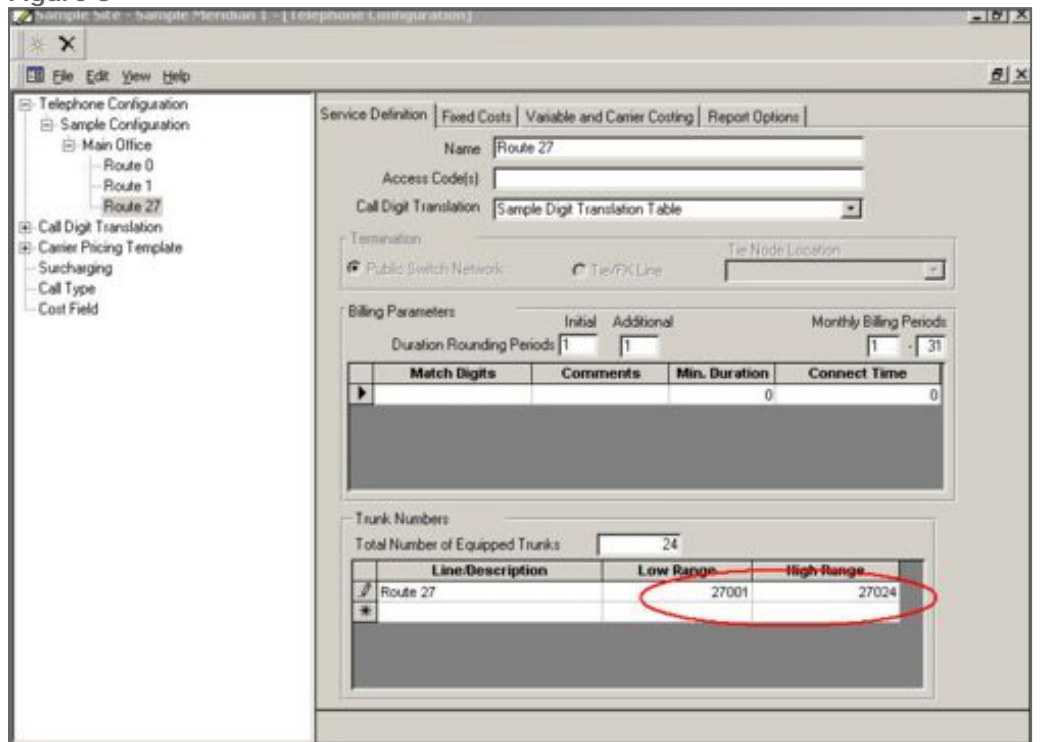 Sample Site - Sample Meridian 1 - [Telephone Configuration]
File Edit View Help
Telephone Configuration
Sample Configuration
Main Office
Route 0
Route 1
Route 27
Call Digit Translation
Carrier Pricing Template
Surcharging
Call Type
Cost Field
Service Definition Fixed Costs Variable and Carrier Costing Report Options
Name Route 27
Access Code(s)
Call Digit Translation Sample Digit Translation Table
Termination
Tie Node Location
Public Switch Network Tie/FX Line
Billing Parameters
Initial Additional Monthly Billing Periods
Duration Rounding Periods 1 1 1 - 31
Match Digits Comments Min. Duration Connect Time
0 0
Trunk Numbers
Total Number of Equipped Trunks 24
Line/Description Low Range High Range
Route 27 27001 27024